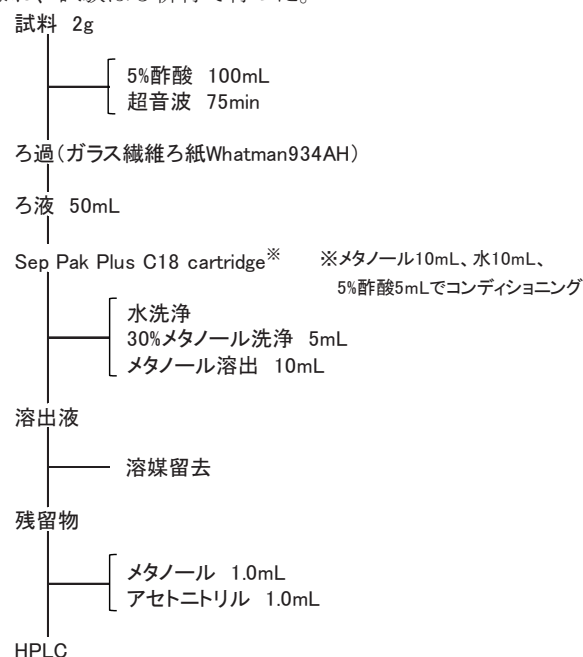 試料 2g
5%酢酸 100mL
超音波 75min
ろ過(ガラス繊維ろ紙Whatman934AH)
ろ液 50mL
Sep Pak Plus C18 cartridge※ ※メタノール10mL、水10mL、
5%酢酸5mLでコンディショニング
水洗浄
30%メタノール洗浄 5mL
メタノール溶出 10mL
溶出液
溶媒留去
残留物
メタノール 1.0mL
アセトニトリル 1.0mL
HPLC